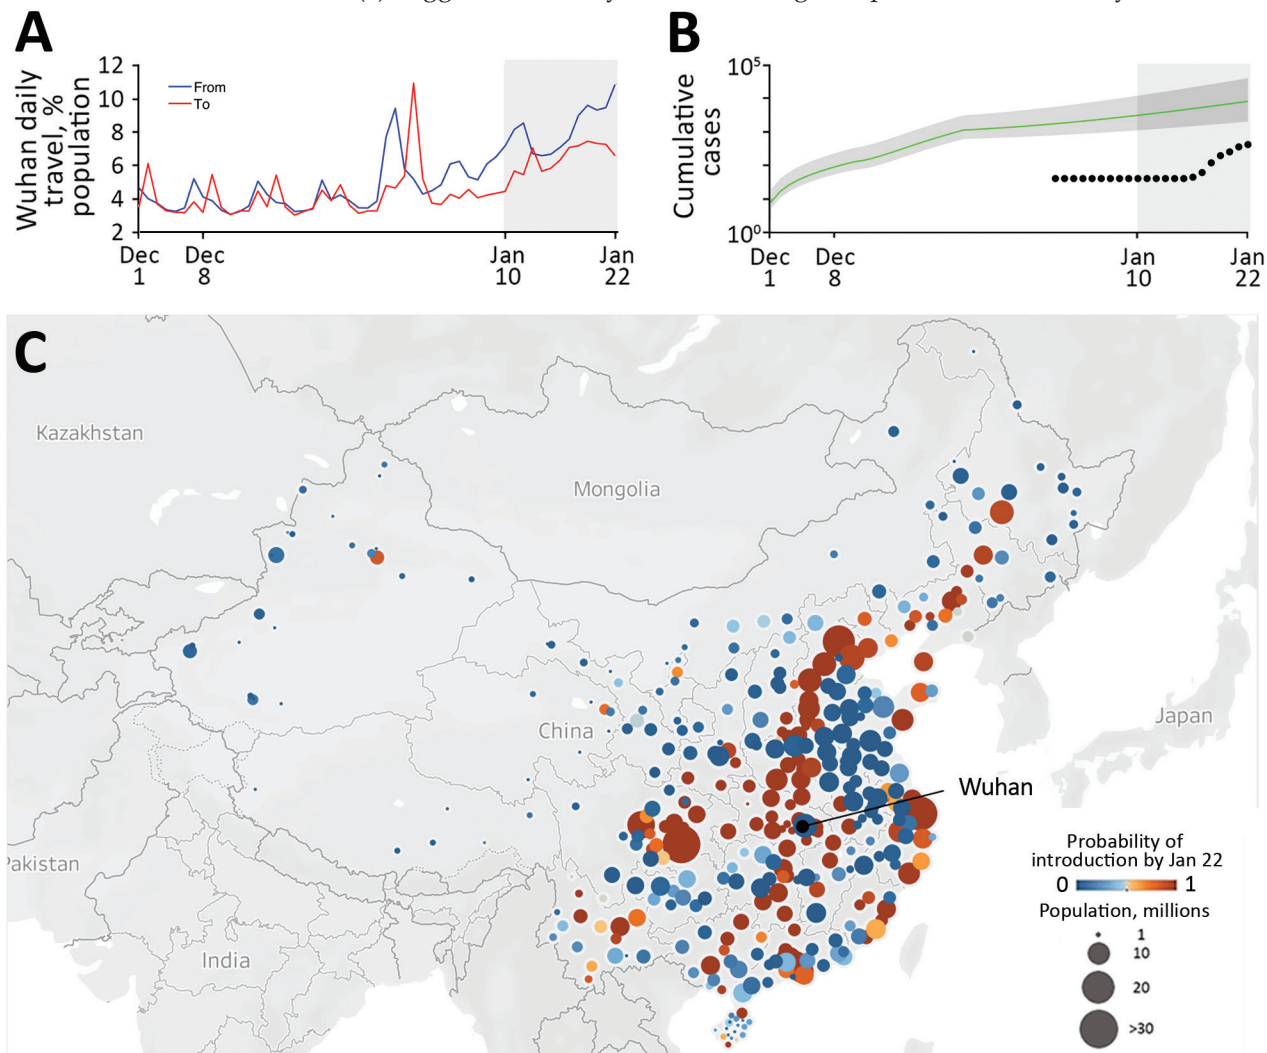 A
Wuhan daily
travel, %
population
12
10
8
6
4
2
From
To
Dec
1
Dec
8
Jan
10
Jan
22
B
Cumulative
cases
10⁵
10⁰
Dec
1
Dec
8
Jan
10
Jan
22
C
Kazakhstan
Mongolia
China
Japan
Wuhan
Pakistan
India
Probability of
introduction by Jan 22
0 1
Population, millions
1
10
20
>30